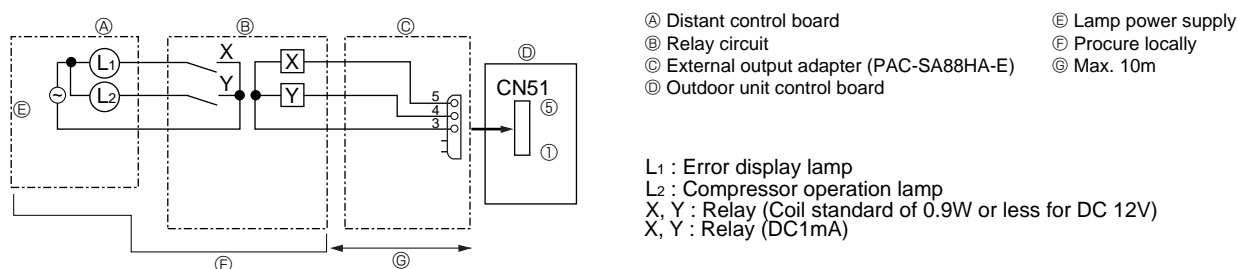 Ⓐ Ⓑ Ⓒ
Ⓓ
Ⓔ
L₁
L₂
X
Y
X
Y
5
4
3
CN51
⑤
①
Ⓕ
Ⓖ
Ⓐ Distant control board
Ⓑ Relay circuit
Ⓒ External output adapter (PAC-SA88HA-E)
Ⓓ Outdoor unit control board
Ⓔ Lamp power supply
Ⓕ Procure locally
Ⓖ Max. 10m
L₁ : Error display lamp
L₂ : Compressor operation lamp
X, Y : Relay (Coil standard of 0.9W or less for DC 12V)
X, Y : Relay (DC1mA)